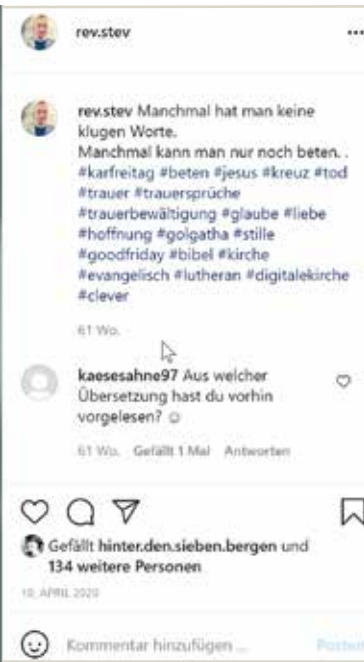 rev.stev
rev.stev Manchmal hat man keine
klugen Worte.
Manchmal kann man nur noch beten. .
#karfreitag #beten #jesus #kreuz #tod
#trauer #trauersprüche
#trauerbewältigung #glaube #liebe
#hoffnung #golgatha #stille
#goodfriday #bibel #kirche
#evangelisch #lutheran #digitalekirche
#clever
61 Wo.
kaesesahne97 Aus welcher
Übersetzung hast du vorhin
vorgelesen? ☺
61 Wo. Gefällt 1 Mal Antworten
Gefällt hinter.den.sieben.bergen und
134 weitere Personen
10. APRIL 2020
Kommentar hinzufügen ... Posten